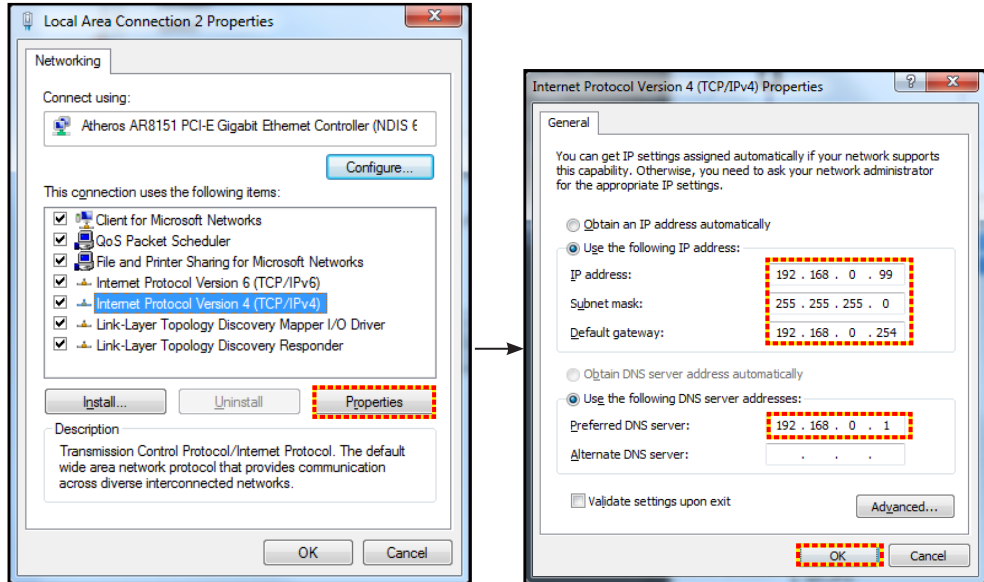 Local Area Connection 2 Properties
Networking
Connect using:
Atheros AR8151 PCI-E Gigabit Ethernet Controller (NDIS 6
Configure...
This connection uses the following items:
Client for Microsoft Networks
QoS Packet Scheduler
File and Printer Sharing for Microsoft Networks
Internet Protocol Version 6 (TCP/IPv6)
Internet Protocol Version 4 (TCP/IPv4)
Link-Layer Topology Discovery Mapper I/O Driver
Link-Layer Topology Discovery Responder
Install... Uninstall Properties
Description
Transmission Control Protocol/Internet Protocol. The default
wide area network protocol that provides communication
across diverse interconnected networks.
OK Cancel
Internet Protocol Version 4 (TCP/IPv4) Properties
General
You can get IP settings assigned automatically if your network supports
this capability. Otherwise, you need to ask your network administrator
for the appropriate IP settings.
Obtain an IP address automatically
Use the following IP address:
IP address: 192 . 168 . 0 . 99
Subnet mask: 255 . 255 . 255 . 0
Default gateway: 192 . 168 . 0 . 254
Obtain DNS server address automatically
Use the following DNS server addresses:
Preferred DNS server: 192 . 168 . 0 . 1
Alternate DNS server: . . .
Validate settings upon exit
Advanced...
OK Cancel